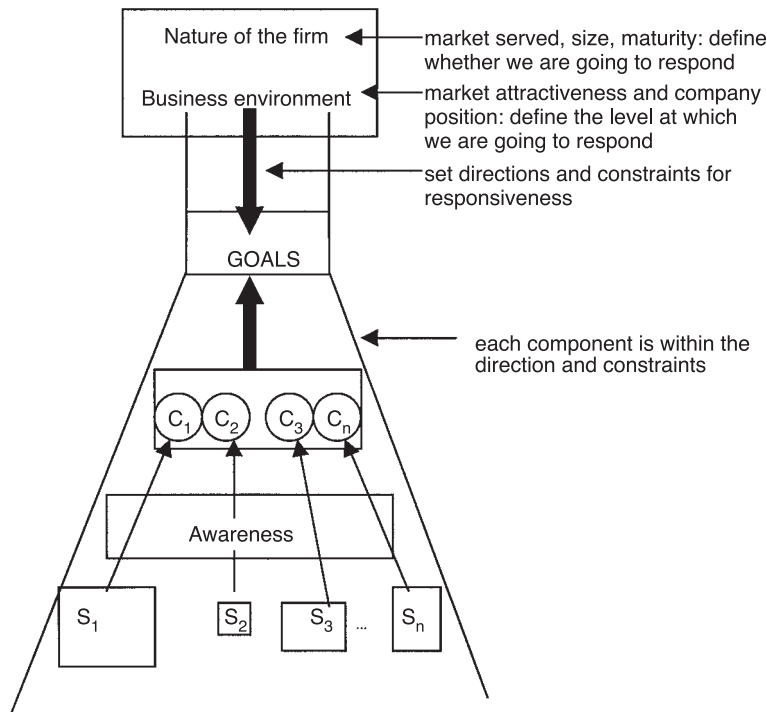 Nature of the firm
market served, size, maturity: define
whether we are going to respond
Business environment
market attractiveness and company
position: define the level at which
we are going to respond
set directions and constraints for
responsiveness
GOALS
each component is within the
direction and constraints
C1 C2 C3 Cn
Awareness
S1 S2 S3 ... Sn